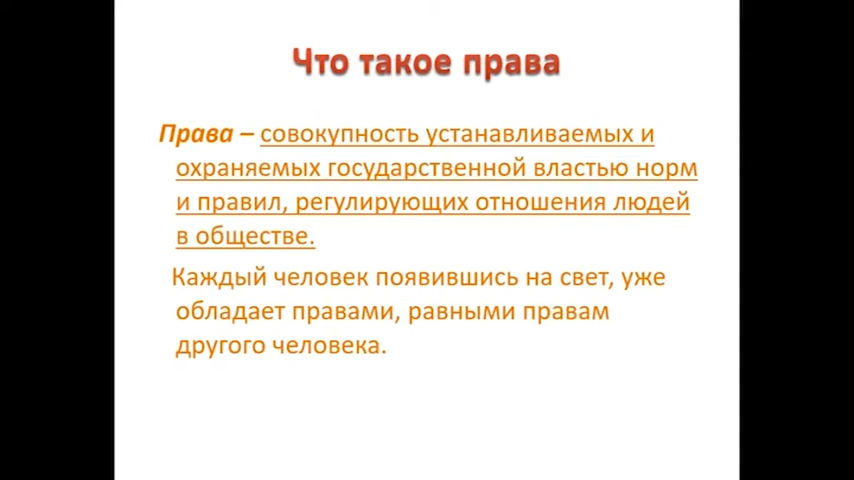 Что такое права
Права – совокупность устанавливаемых и
охраняемых государственной властью норм
и правил, регулирующих отношения людей
в обществе.
Каждый человек появившись на свет, уже
обладает правами, равными правам
другого человека.